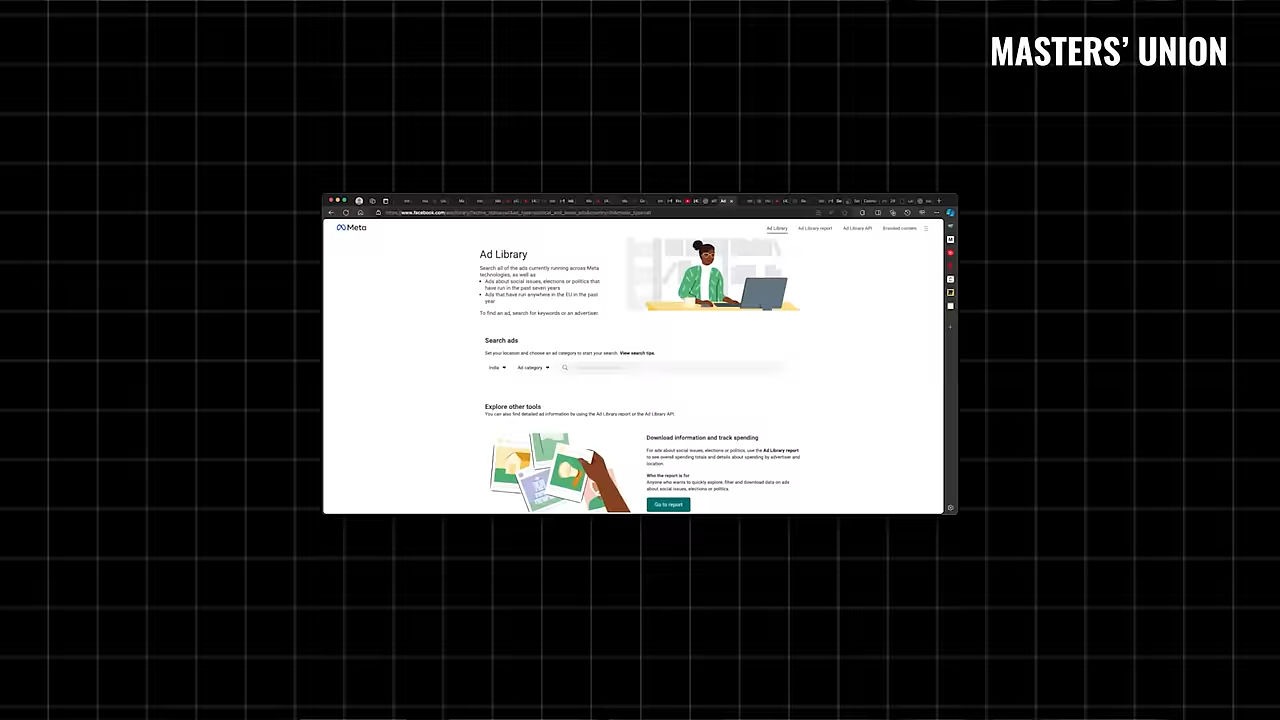 MASTERS' UNION
www.facebook.com
Meta
Ad Library
Ad Library report
Ad Library API
Branded content
Ad Library
Search all of the ads currently running across Meta
technologies, as well as
Ads about social issues, elections or politics that
have run in the past seven years
Ads that have run anywhere in the EU in the past
year
To find an ad, search for keywords or an advertiser.
Search ads
Set your location and choose an ad category to start your search. View search tips.
India
Ad category
Explore other tools
You can also find detailed ad information by using the Ad Library report or the Ad Library API.
Download information and track spending
For ads about social issues, elections or politics, use the Ad Library report
to see overall spending totals and details about spending by advertiser and
location.
Who the report is for
Anyone who wants to quickly explore, filter and download data on ads
about social issues, elections or politics.
Go to report